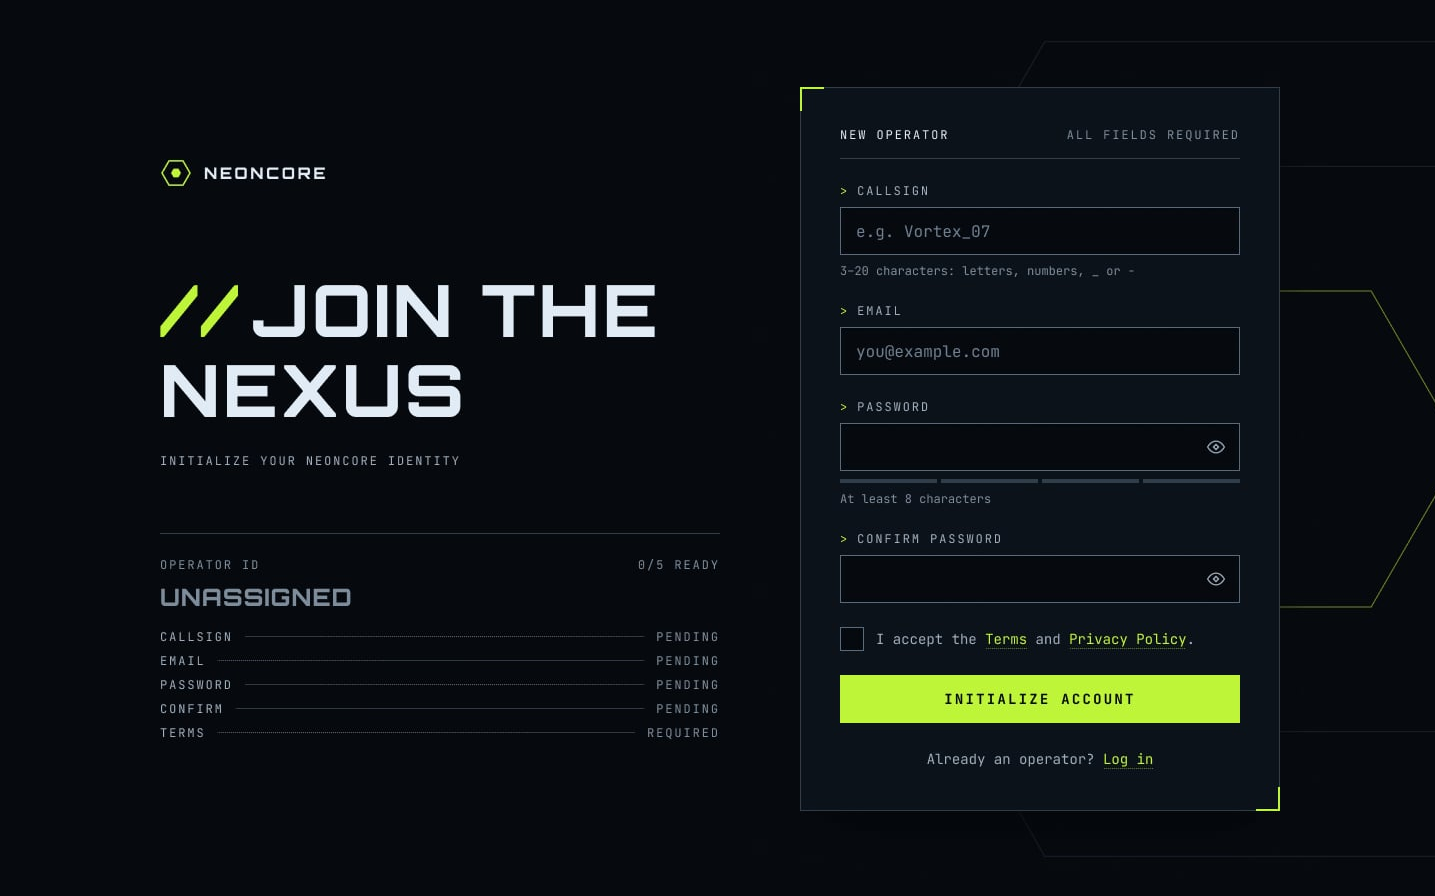 NEONCORE
// JOIN THE
NEXUS
INITIALIZE YOUR NEONCORE IDENTITY
OPERATOR ID 0/5 READY
UNASSIGNED
CALLSIGN PENDING
EMAIL PENDING
PASSWORD PENDING
CONFIRM PENDING
TERMS REQUIRED
NEW OPERATOR ALL FIELDS REQUIRED
> CALLSIGN
e.g. Vortex_07
3–20 characters: letters, numbers, _ or -
> EMAIL
you@example.com
> PASSWORD
At least 8 characters
> CONFIRM PASSWORD
I accept the Terms and Privacy Policy.
INITIALIZE ACCOUNT
Already an operator? Log in